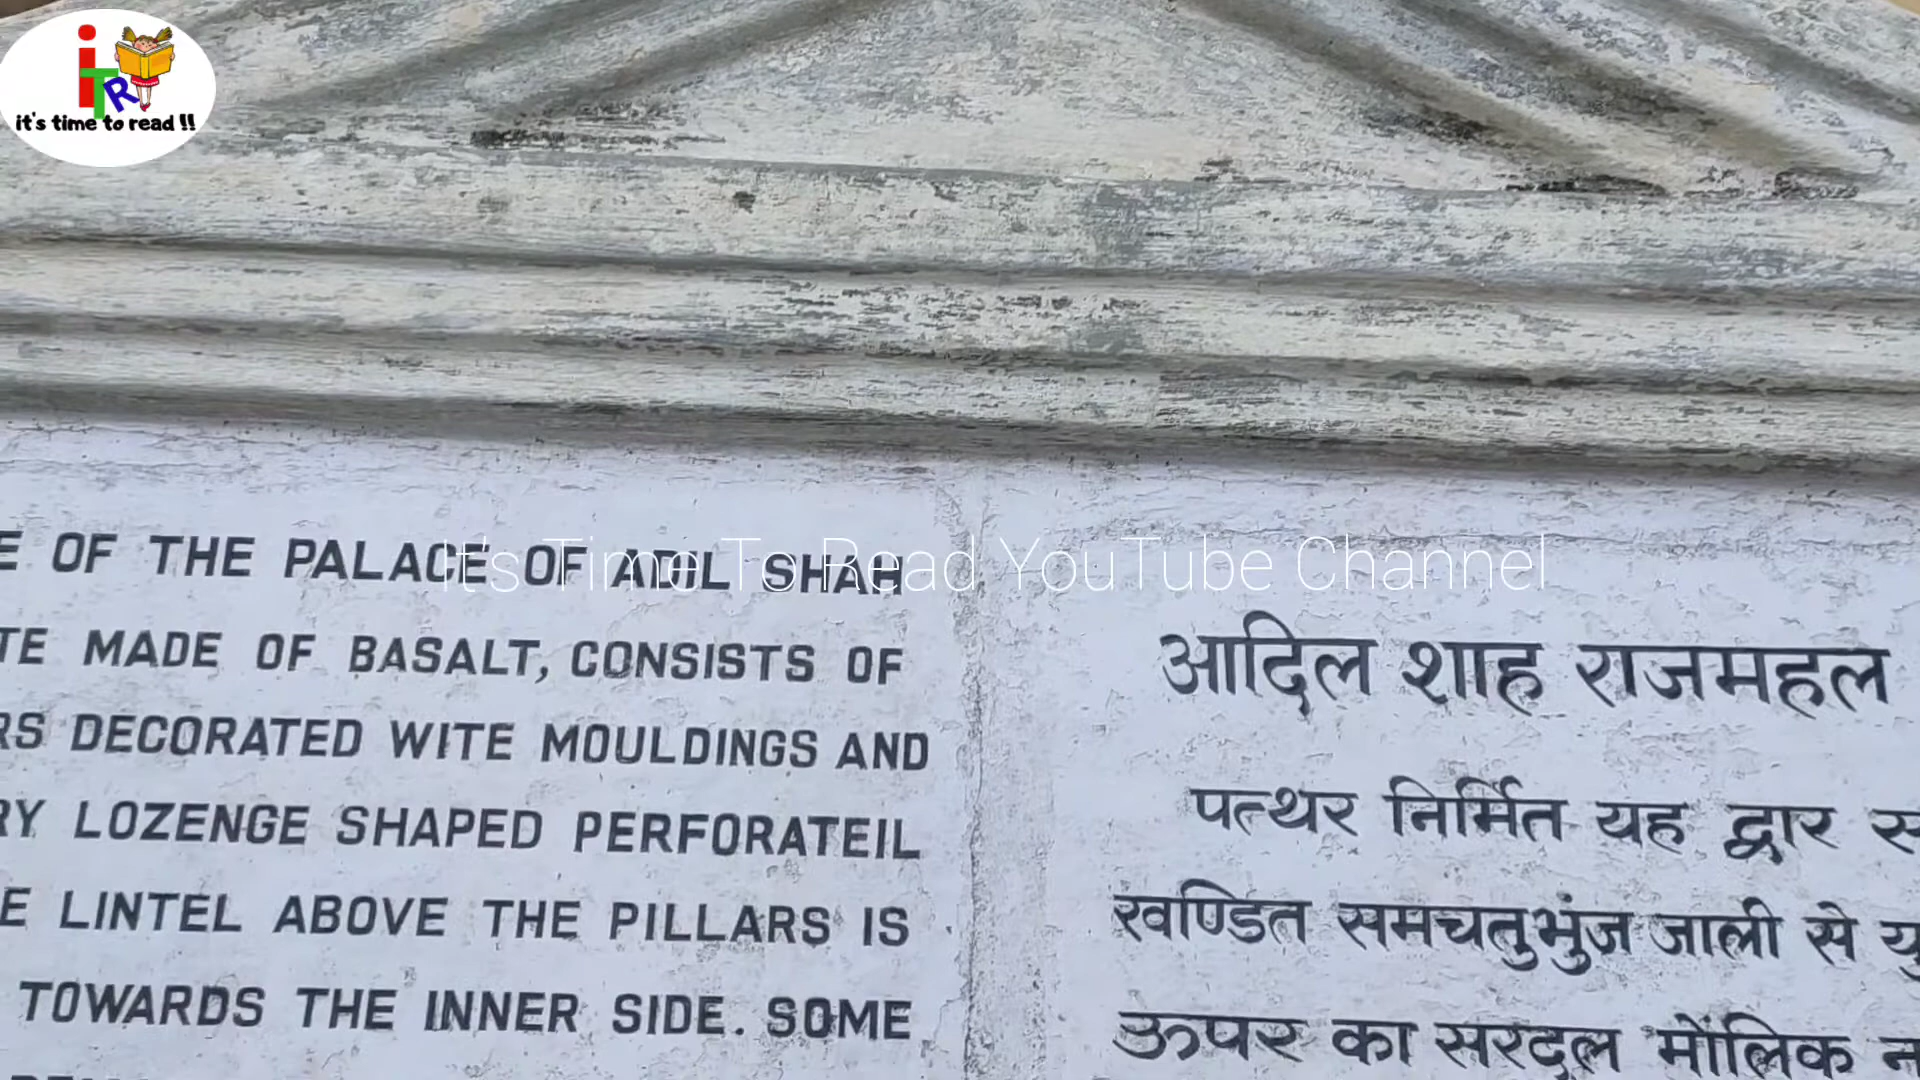 iTR
it's time to read !!
It's Time To Read YouTube Channel
E OF THE PALACE OF ADIL SHAH
TE MADE OF BASALT, CONSISTS OF
RS DECORATED WITE MOULDINGS AND
RY LOZENGE SHAPED PERFORATEIL
E LINTEL ABOVE THE PILLARS IS
TOWARDS THE INNER SIDE. SOME
आदिल शाह राजमहल
पत्थर निर्मित यह द्वार स
खण्डित समचतुभुंज जाली से यु
ऊपर का सरदल मोंलिक न